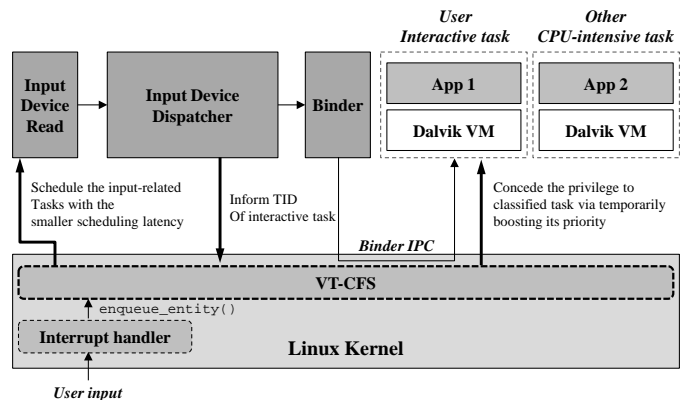 User
Interactive task
Other
CPU-intensive task
Input
Device
Read
Input Device
Dispatcher
Binder
App 1
Dalvik VM
App 2
Dalvik VM
Schedule the input-related
Tasks with the
smaller scheduling latency
Inform TID
Of interactive task
Concede the privilege to
classified task via temporarily
boosting its priority
Binder IPC
VT-CFS
enqueue_entity()
Interrupt handler
Linux Kernel
User input